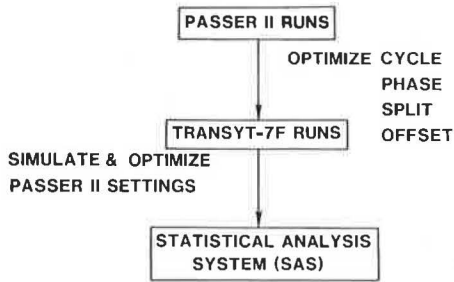 PASSER II RUNS
OPTIMIZE CYCLE
PHASE
SPLIT
OFFSET
TRANSYT-7F RUNS
SIMULATE & OPTIMIZE
PASSER II SETTINGS
STATISTICAL ANALYSIS
SYSTEM (SAS)